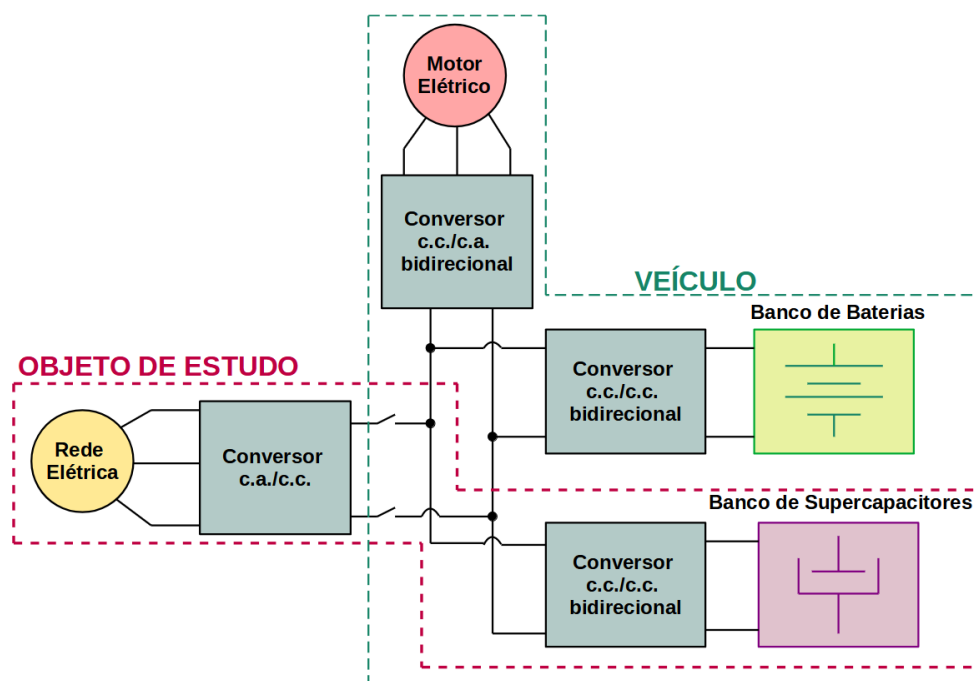 Motor
Elétrico
Conversor
c.c./c.a.
bidirecional
VEÍCULO
Banco de Baterias
OBJETO DE ESTUDO
Conversor
c.c./c.c.
bidirecional
Rede
Elétrica
Conversor
c.a./c.c.
Banco de Supercapacitores
Conversor
c.c./c.c.
bidirecional